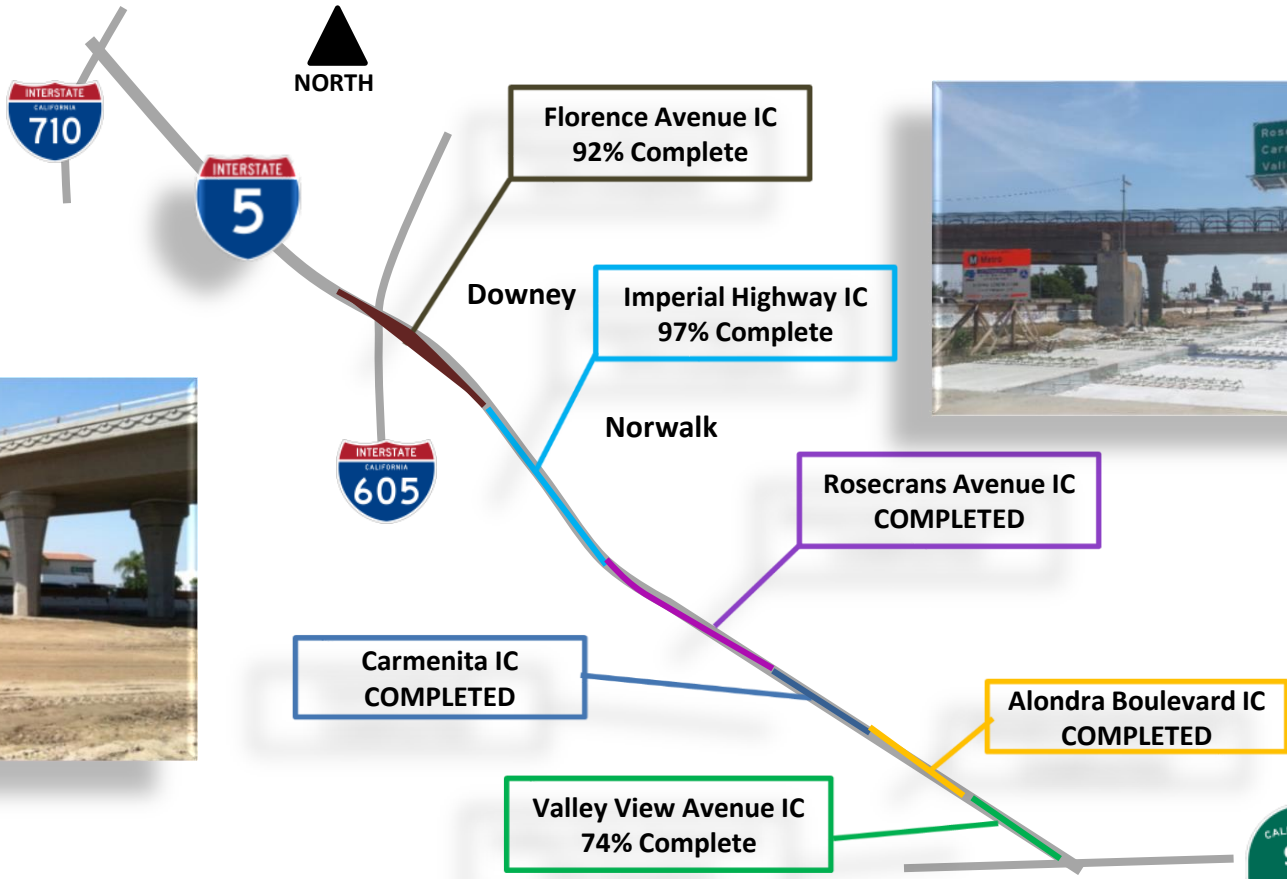 NORTH
INTERSTATE
CALIFORNIA
710
INTERSTATE
5
Florence Avenue IC
92% Complete
Downey
Imperial Highway IC
97% Complete
Metro
Norwalk
INTERSTATE
CALIFORNIA
605
Rosecrans Avenue IC
COMPLETED
Carmenita IC
COMPLETED
Alondra Boulevard IC
COMPLETED
Valley View Avenue IC
74% Complete